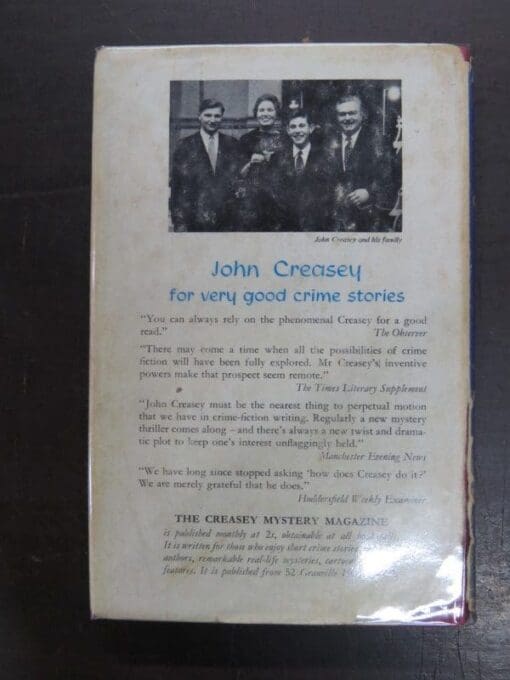 John Creasey and his family
John Creasey
for very good crime stories
"You can always rely on the phenomenal Creasey for a good
read." The Observer
"There may come a time when all the possibilities of crime
fiction will have been fully explored. Mr Creasey's inventive
powers make that prospect seem remote."
The Times Literary Supplement
"John Creasey must be the nearest thing to perpetual motion
that we have in crime-fiction writing. Regularly a new mystery
thriller comes along – and there's always a new twist and drama-
tic plot to keep one's interest unflaggingly held."
Manchester Evening News
"We have long since stopped asking 'how does Creasey do it?'
We are merely grateful that he does."
Huddersfield Weekly Examiner
THE CREASEY MYSTERY MAGAZINE
is published monthly at 2s, obtainable at all
It is written for those who enjoy short crime stories
authors, remarkable real-life mysteries,
features. It is published from 52